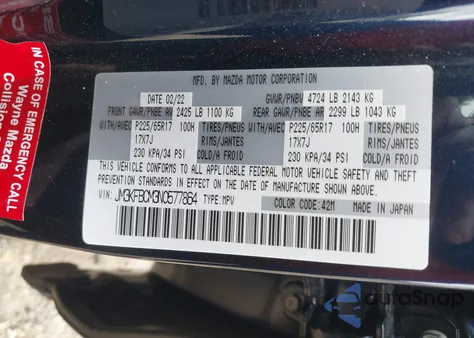 IN CASE OF EMERGENCY CALL
Wayne Mazda
Collision
MFD. BY MAZDA MOTOR CORPORATION
DATE 02/22 GVWR/PNBV 4724 LB 2143 KG
FRONT GAWR/PNBE AV 2425 LB 1100 KG REAR GAWR/PNBE AR 2299 LB 1043 KG
WITH/AVEC P225/65R17 100H TIRES/PNEUS WITH/AVEC P225/65R17 100H TIRES/PNEUS
17X7J RIMS/JANTES 17X7J RIMS/JANTES
230 KPA/34 PSI COLD/A FROID 230 KPA/34 PSI COLD/A FROID
THIS VEHICLE CONFORMS TO ALL APPLICABLE FEDERAL MOTOR VEHICLE SAFETY AND
THEFT PREVENTION STANDARDS IN EFFECT ON THE DATE OF MANUFACTURE SHOWN ABOVE.
VIN: JM3KFBCM3N0577864 TYPE:MPV COLOR CODE: 42M MADE IN JAPAN
autoSnap